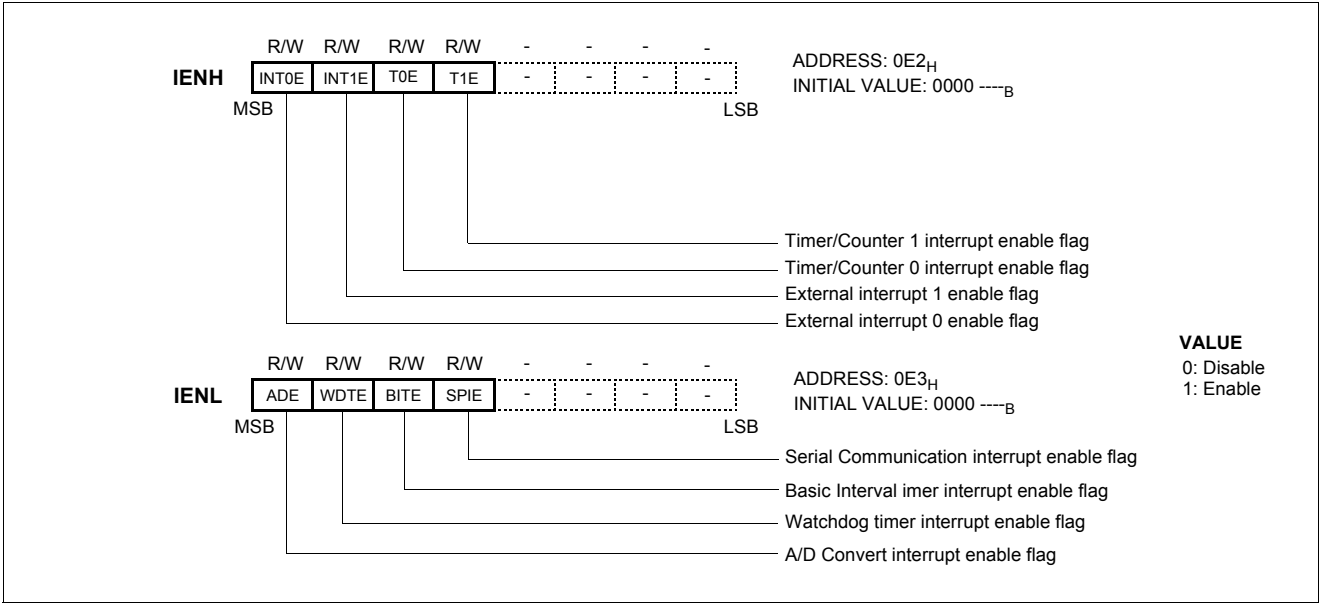 R/W R/W R/W R/W - - - -
IENH INT0E INT1E T0E T1E - - - -
MSB LSB
ADDRESS: 0E2H
INITIAL VALUE: 0000 ----B
Timer/Counter 1 interrupt enable flag
Timer/Counter 0 interrupt enable flag
External interrupt 1 enable flag
External interrupt 0 enable flag
VALUE
0: Disable
1: Enable
R/W R/W R/W R/W - - - -
IENL ADE WDTE BITE SPIE - - - -
MSB LSB
ADDRESS: 0E3H
INITIAL VALUE: 0000 ----B
Serial Communication interrupt enable flag
Basic Interval imer interrupt enable flag
Watchdog timer interrupt enable flag
A/D Convert interrupt enable flag